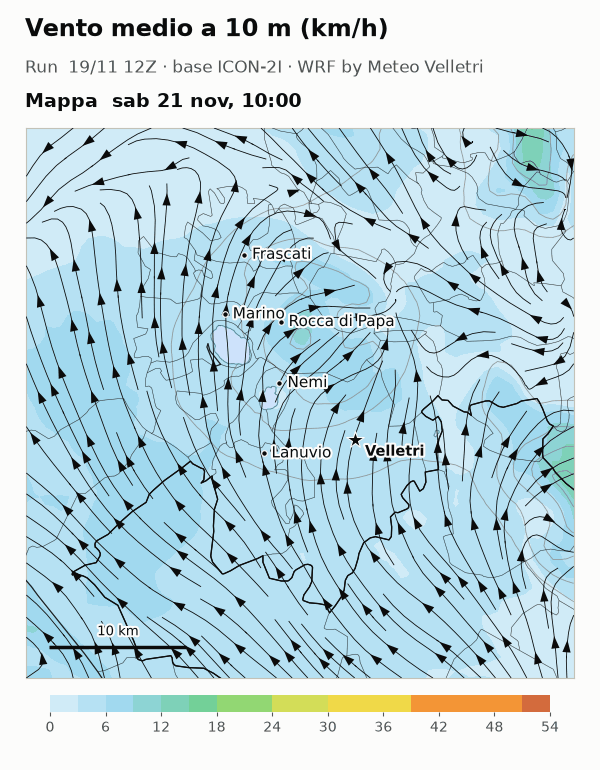 Vento medio a 10 m (km/h)
Run 19/11 12Z · base ICON-2I · WRF by Meteo Velletri
Mappa sab 21 nov, 10:00
Frascati
Marino
Rocca di Papa
Nemi
Velletri
Lanuvio
10 km
0 6 12 18 24 30 36 42 48 54